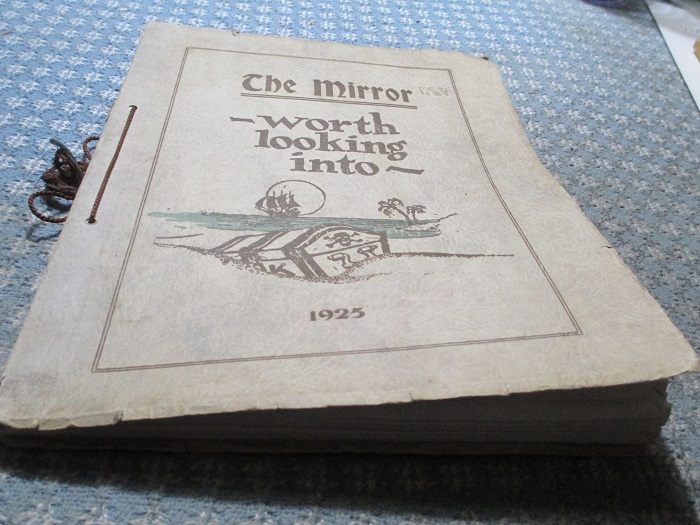 The Mirror
- worth
looking
into -
K
1925